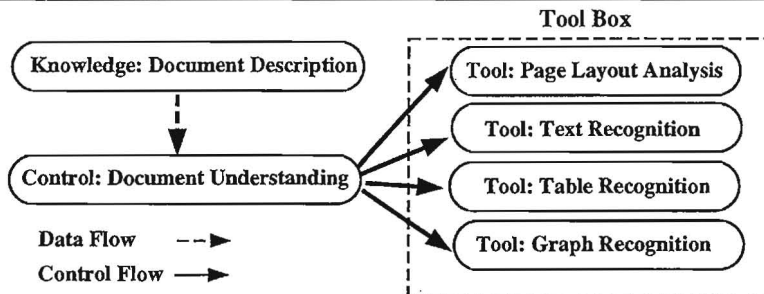 Tool Box
Knowledge: Document Description
Tool: Page Layout Analysis
Tool: Text Recognition
Control: Document Understanding
Tool: Table Recognition
Tool: Graph Recognition
Data Flow
Control Flow